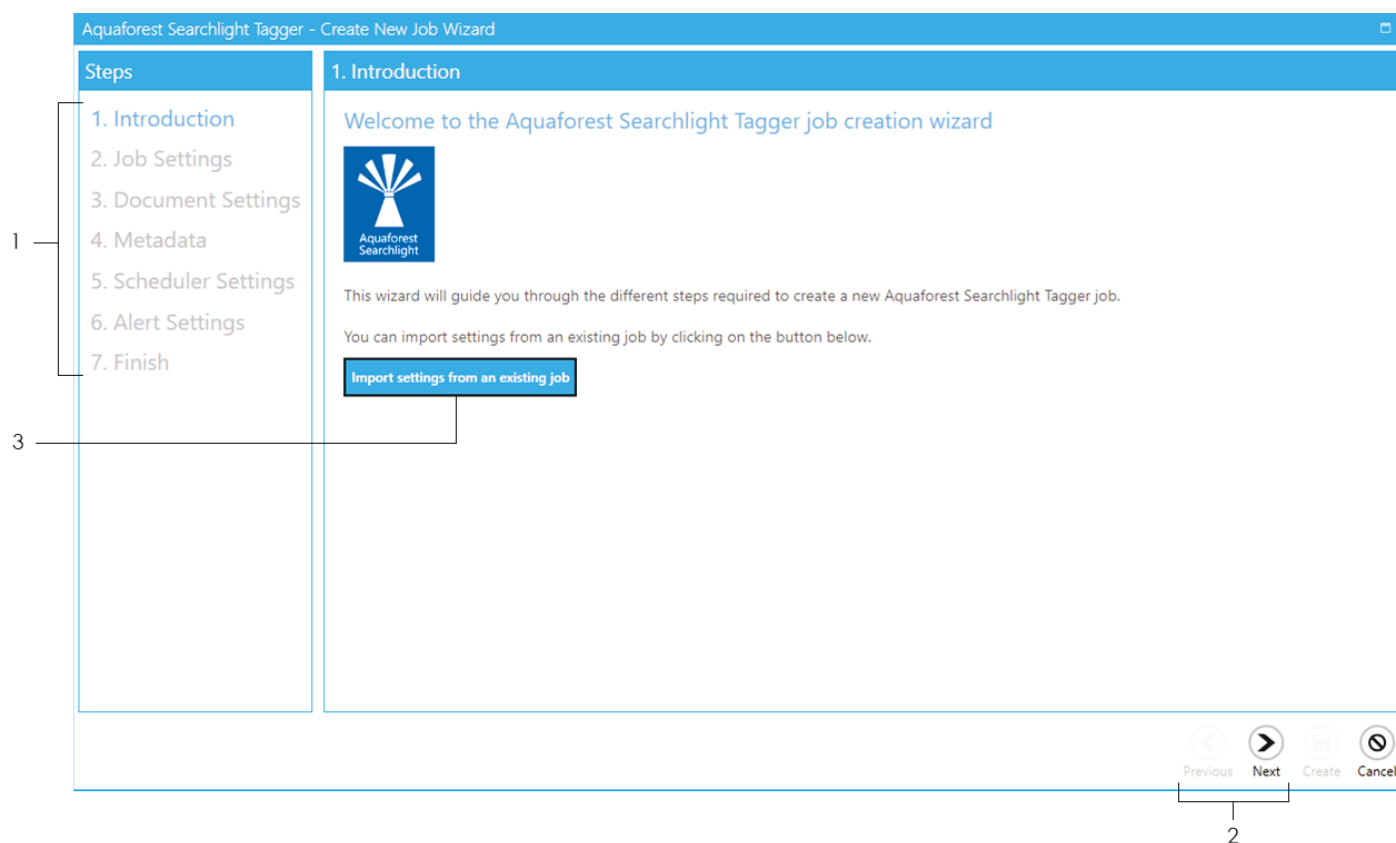 Aquaforest Searchlight Tagger - Create New Job Wizard
Steps
1. Introduction
2. Job Settings
3. Document Settings
4. Metadata
5. Scheduler Settings
6. Alert Settings
7. Finish
1. Introduction
Welcome to the Aquaforest Searchlight Tagger job creation wizard
Aquaforest
Searchlight
This wizard will guide you through the different steps required to create a new Aquaforest Searchlight Tagger job.
You can import settings from an existing job by clicking on the button below.
Import settings from an existing job
1
3
Previous Next Create Cancel
2